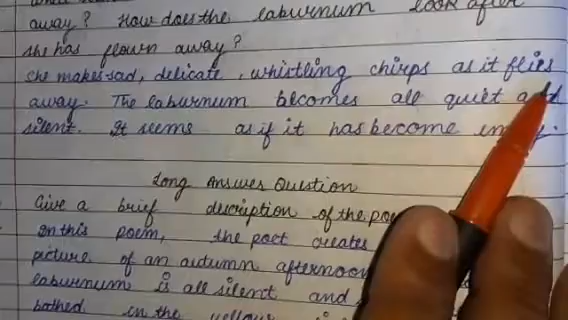 away? How does the laburnum look after
she has flown away?
She makes sad, delicate, whistling chirps as it flies
away. The laburnum becomes all quiet and
silent. It seems as if it has become
Long Answer Question
Give a brief description of the
In this poem, the poet creates
picture of an autumn afternoon
laburnum is all silent and
bathed in the yellow